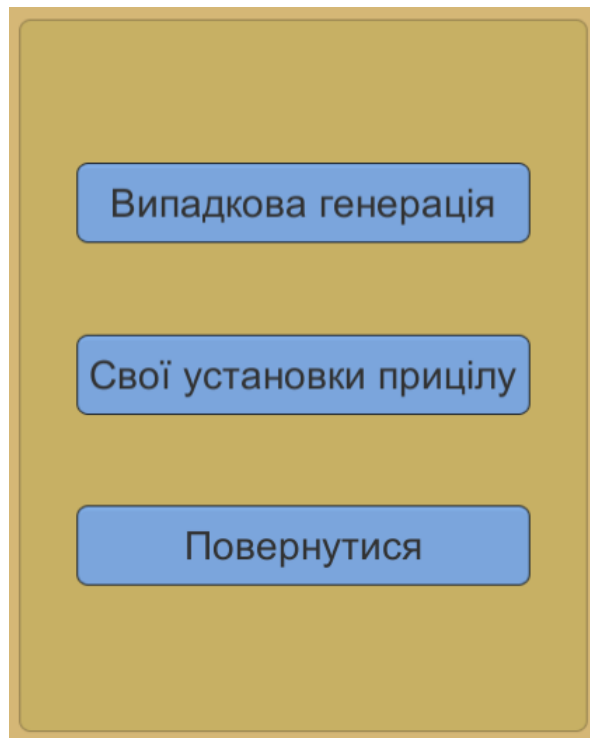 Випадкова генерація
Свої установки прицілу
Повернутися